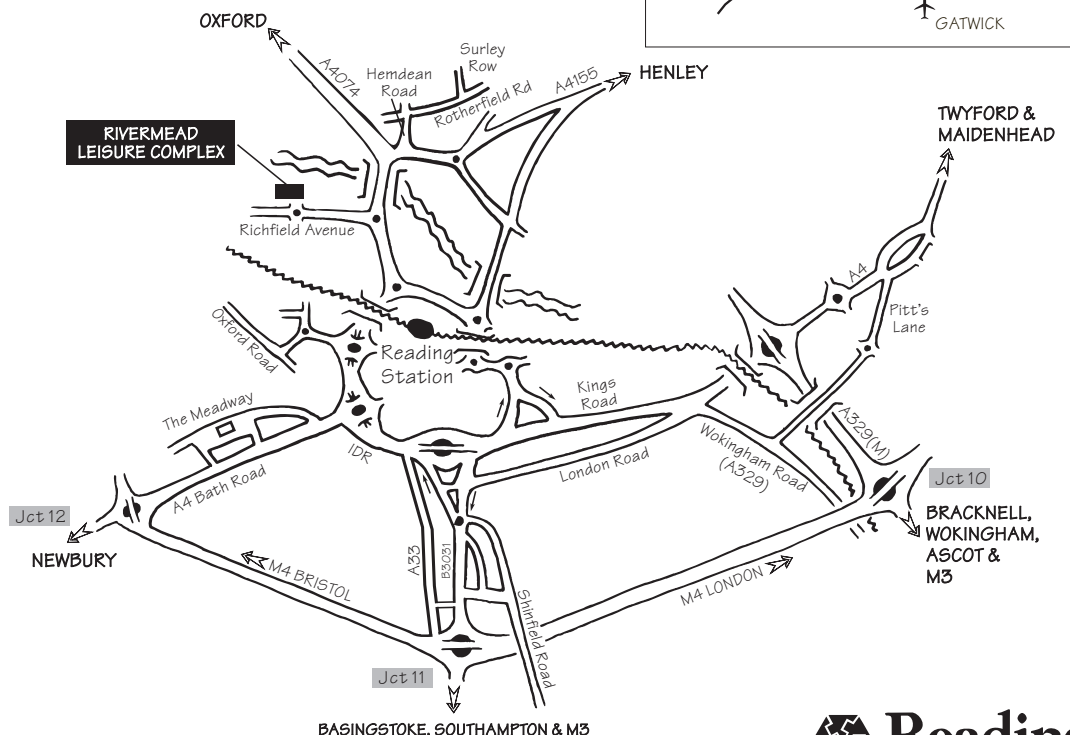 OXFORD
GATWICK
A4074
Hemdean
Road
Surley
Row
Rotherfield Rd
A4155
HENLEY
TWYFORD &
MAIDENHEAD
RIVERMEAD
LEISURE COMPLEX
Richfield Avenue
A4
Pitt's
Lane
Oxford Road
Reading
Station
Kings
Road
The Meadway
IDR
A4 Bath Road
London Road
Wokingham Road
(A329)
A329(M)
Jct 10
BRACKNELL,
WOKINGHAM,
ASCOT &
M3
Jct 12
NEWBURY
M4 BRISTOL
A33
B3031
Shinfield Road
M4 LONDON
Jct 11
BASINGSTOKE, SOUTHAMPTON & M3